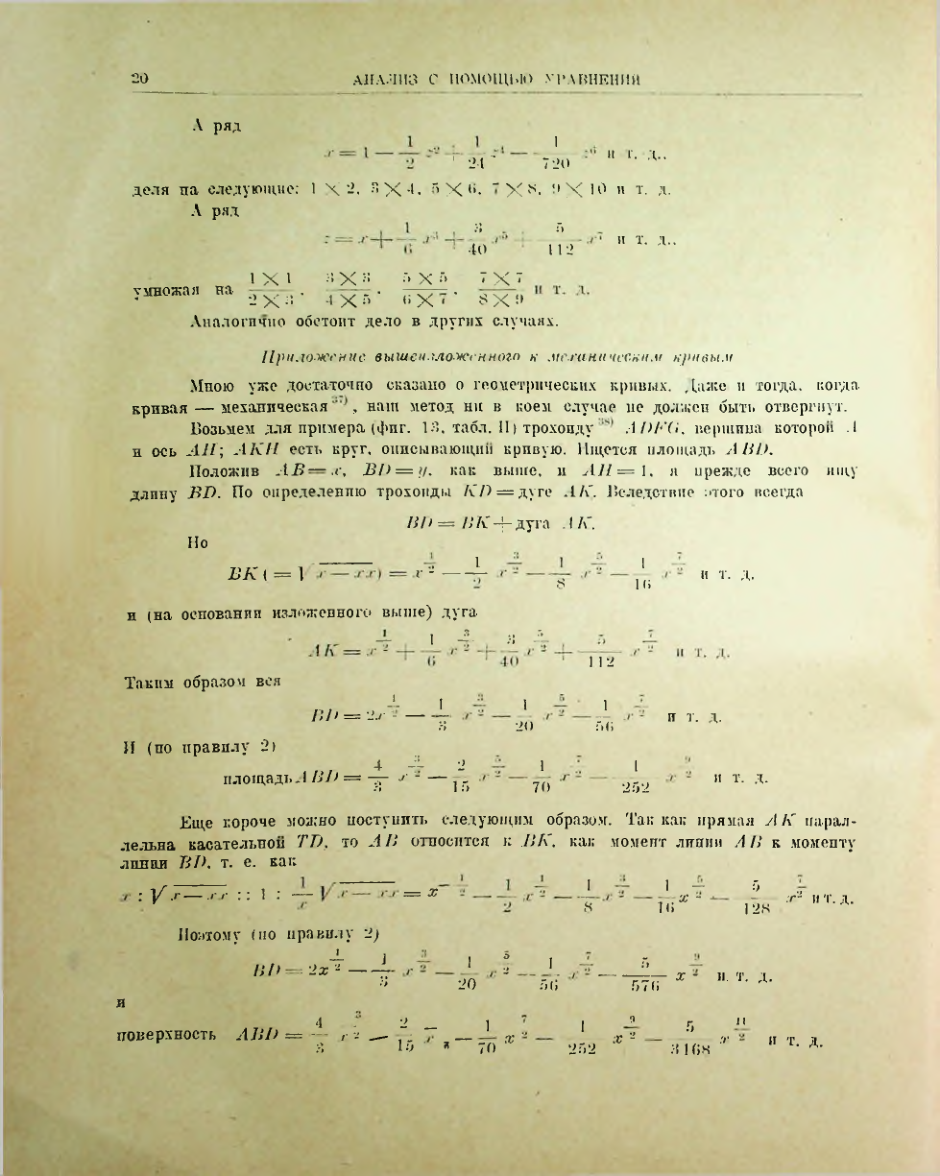 20 АНАЛИЗ С ПОМОЩЬЮ УРАВНЕНИЙ
А ряд
x = 1 — 1/2 z² + 1/24 z⁴ — 1/720 z⁶ и т. д.,
деля на следующие: 1 × 2, 3 × 4, 5 × 6, 7 × 8, 9 × 10 и т. д.
А ряд
z = x + 1/6 x³ + 3/40 x⁵ + 5/112 x⁷ и т. д.,
умножая на (1 × 1)/(2 × 3), (3 × 3)/(4 × 5), (5 × 5)/(6 × 7), (7 × 7)/(8 × 9) и т. д.
Аналогично обстоит дело в других случаях.
Приложение вышеизложенного к механическим кривым
Мною уже достаточно сказано о геометрических кривых. Даже и тогда, когда
кривая — механическая ³⁷⁾, наш метод ни в коем случае не должен быть отвергнут.
Возьмем для примера (фиг. 13, табл. II) трохоиду ³⁸⁾ ADFG, вершина которой A
и ось AH; AKH есть круг, описывающий кривую. Ищется площадь ABD.
Положив AB = x, BD = y, как выше, и AH = 1, я прежде всего ищу
длину BD. По определению трохоиды KD = дуге AK. Вследствие этого всегда
BD = BK + дуга AK.
Но
BK (= √(x — xx)) = x^(1/2) — 1/2 x^(3/2) — 1/8 x^(5/2) — 1/16 x^(7/2) и т. д.
и (на основании изложенного выше) дуга
AK = x^(1/2) + 1/6 x^(3/2) + 3/40 x^(5/2) + 5/112 x^(7/2) и т. д.
Таким образом вся
BD = 2x^(1/2) — 1/3 x^(3/2) — 1/20 x^(5/2) — 1/56 x^(7/2) и т. д.
И (по правилу 2)
площадь ABD = 4/3 x^(3/2) — 2/15 x^(5/2) — 1/70 x^(7/2) — 1/252 x^(9/2) и т. д.
Еще короче можно поступить следующим образом. Так как прямая AK парал-
лельна касательной TD, то AB относится к BK, как момент линии AB к моменту
линии BD, т. е. как
x : √(x — xx) :: 1 : 1/x √(x — xx) = x^(—1/2) — 1/2 x^(1/2) — 1/8 x^(3/2) — 1/16 x^(5/2) — 5/128 x^(7/2) и т. д.
Поэтому (по правилу 2)
BD = 2x^(1/2) — 1/3 x^(3/2) — 1/20 x^(5/2) — 1/56 x^(7/2) — 5/576 x^(9/2) и т. д.
и
поверхность ABD = 4/3 x^(3/2) — 2/15 x — 1/70 x^(7/2) — 1/252 x^(9/2) — 5/3168 x^(11/2) и т. д.